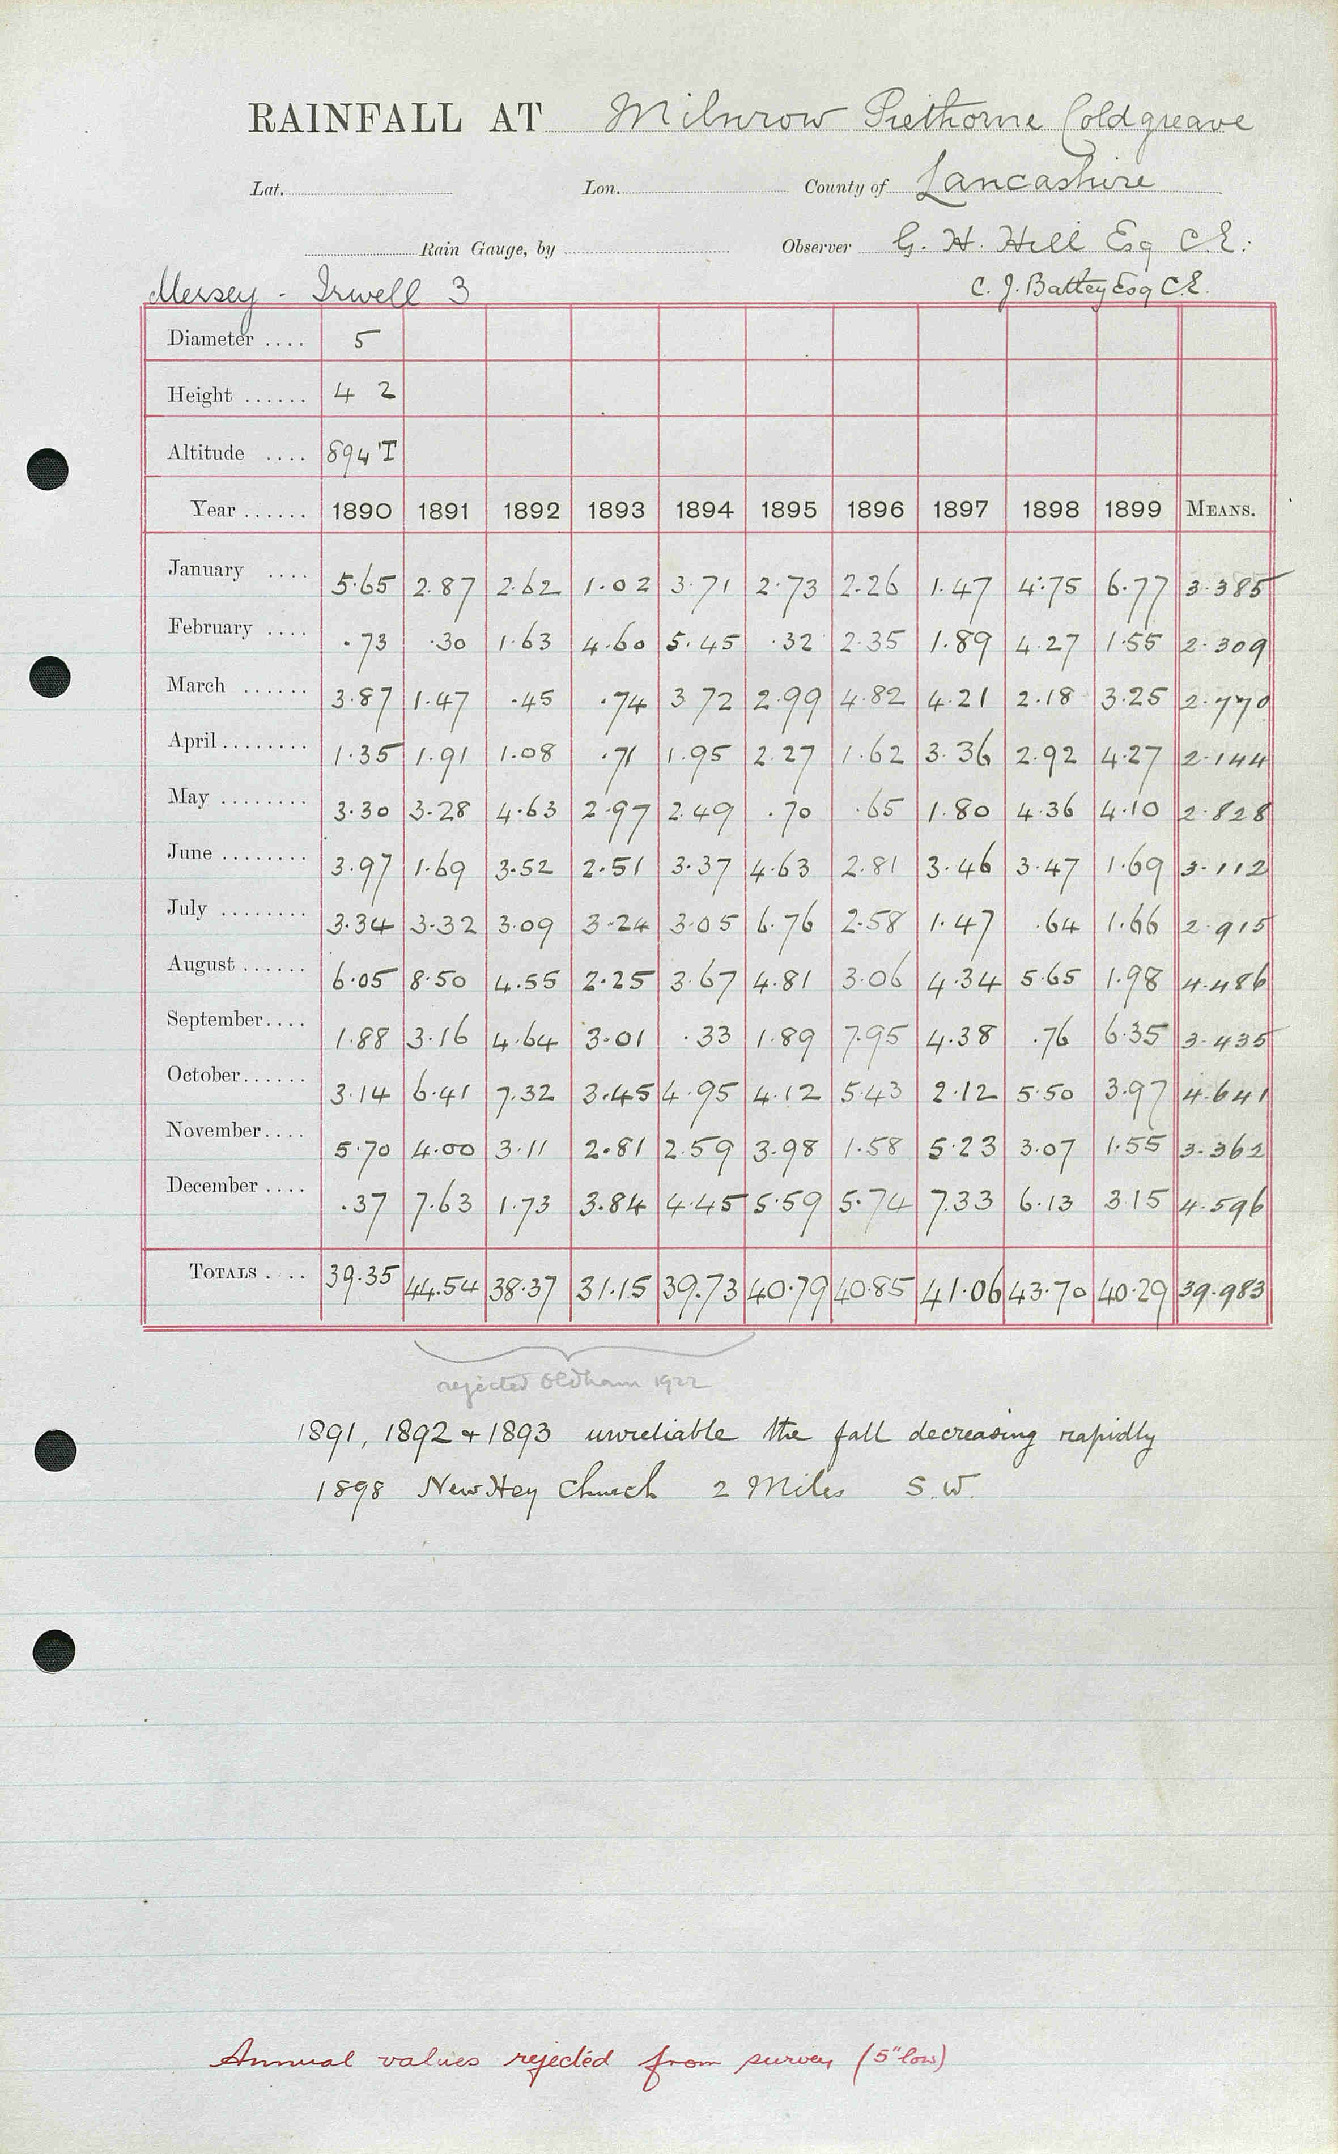 RAINFALL AT Milnrow Piethorne Coldgreave
Lat. Lon. County of Lancashire
Rain Gauge, by Observer G. H. Hill Esq C.E.
Mersey - Irwell 3 C. J. Battey Esq C.E.
Diameter .... 5
Height ...... 4 2
Altitude .... 894 T
Year ...... 1890 1891 1892 1893 1894 1895 1896 1897 1898 1899 MEANS.
January .... 5.65 2.87 2.62 1.02 3.71 2.73 2.26 1.47 4.75 6.77 3.385
February .... .73 .30 1.63 4.60 5.45 .32 2.35 1.89 4.27 1.55 2.309
March ...... 3.87 1.47 .45 .74 3.72 2.99 4.82 4.21 2.18 3.25 2.770
April ........ 1.35 1.91 1.08 .71 1.95 2.27 1.62 3.36 2.92 4.27 2.144
May ........ 3.30 3.28 4.63 2.97 2.49 .70 .65 1.80 4.36 4.10 2.828
June ........ 3.97 1.69 3.52 2.51 3.37 4.63 2.81 3.46 3.47 1.69 3.112
July ........ 3.34 3.32 3.09 3.24 3.05 6.76 2.58 1.47 .64 1.66 2.915
August ...... 6.05 8.50 4.55 2.25 3.67 4.81 3.06 4.34 5.65 1.98 4.486
September.... 1.88 3.16 4.64 3.01 .33 1.89 7.95 4.38 .76 6.35 3.435
October...... 3.14 6.41 7.32 3.45 4.95 4.12 5.43 2.12 5.50 3.97 4.641
November.... 5.70 4.00 3.11 2.81 2.59 3.98 1.58 5.23 3.07 1.55 3.362
December .... .37 7.63 1.73 3.84 4.45 5.59 5.74 7.33 6.13 3.15 4.596
TOTALS .... 39.35 44.54 38.37 31.15 39.73 40.79 40.85 41.06 43.70 40.29 39.983
rejected Oldham 1922
1891, 1892 + 1893 unreliable the fall decreasing rapidly
1898 New Hey Church 2 Miles S.W.
Annual values rejected from survey (5" low)